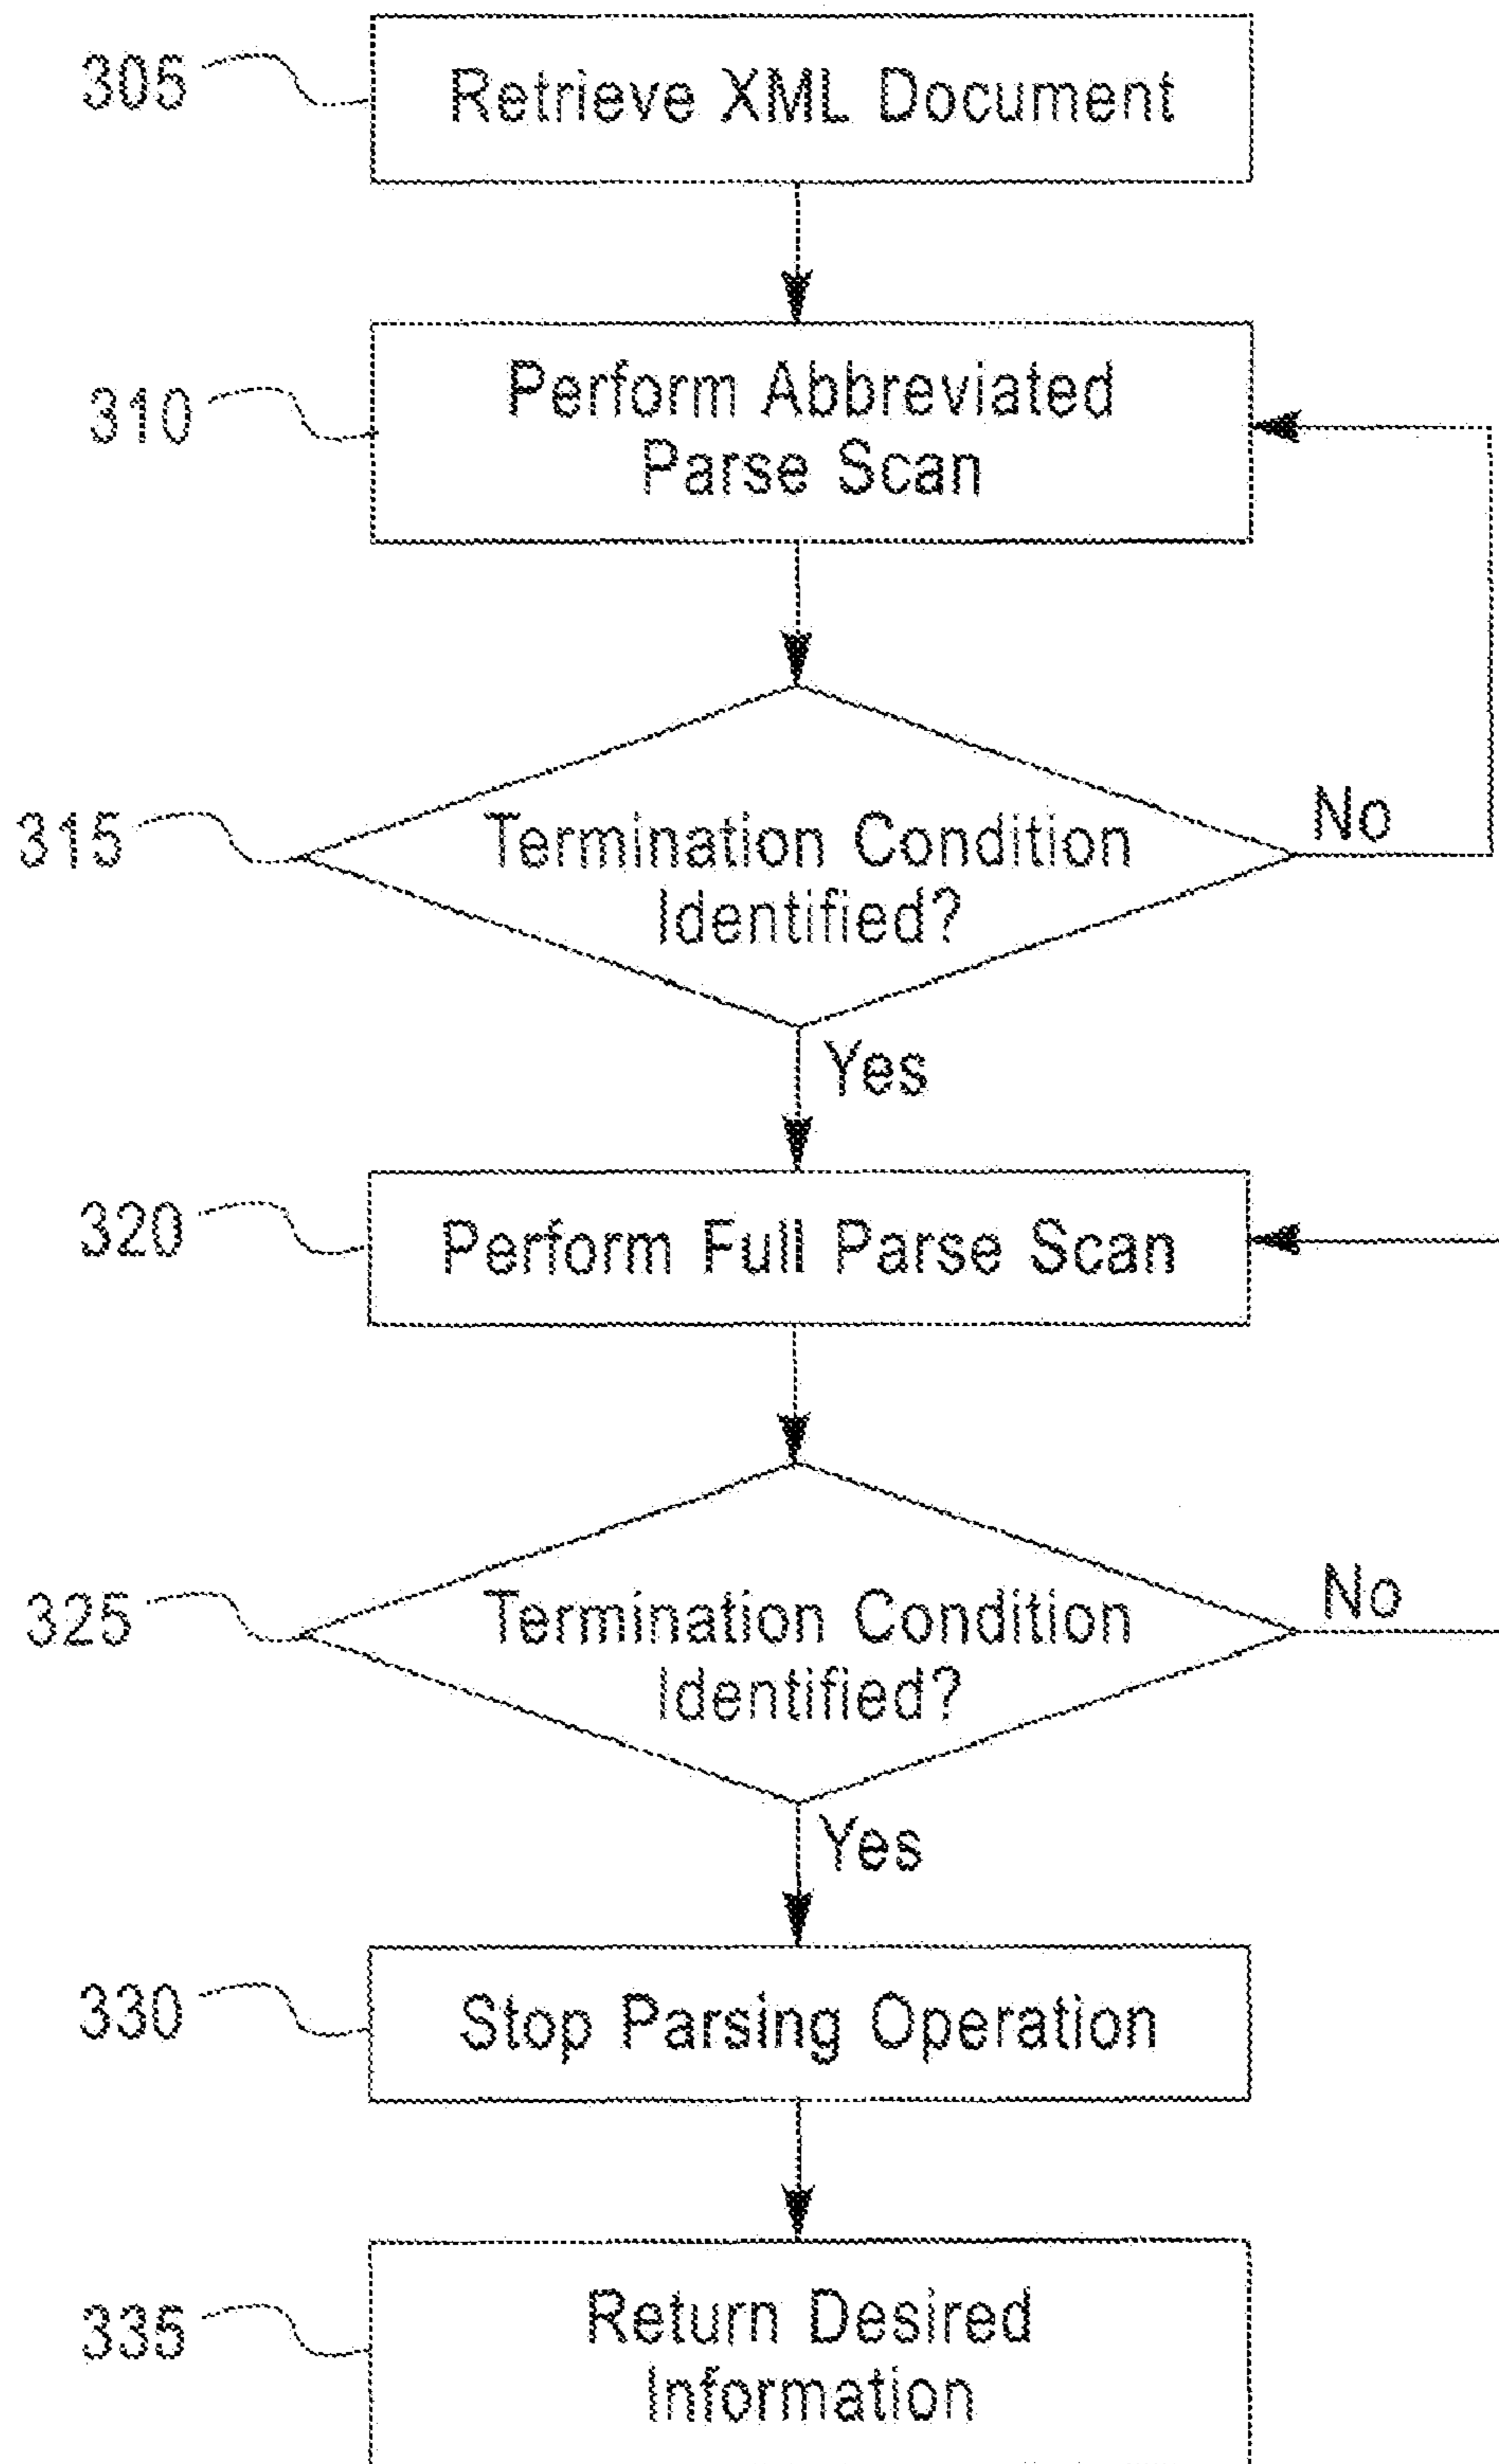 305
Retrieve XML Document
310
Perform Abbreviated
Parse Scan
315
Termination Condition
Identified?
No
Yes
320
Perform Full Parse Scan
325
Termination Condition
Identified?
No
Yes
330
Stop Parsing Operation
335
Return Desired
Information